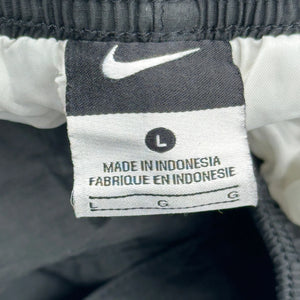 L
MADE IN INDONESIA
FABRIQUE EN INDONESIE
L G G